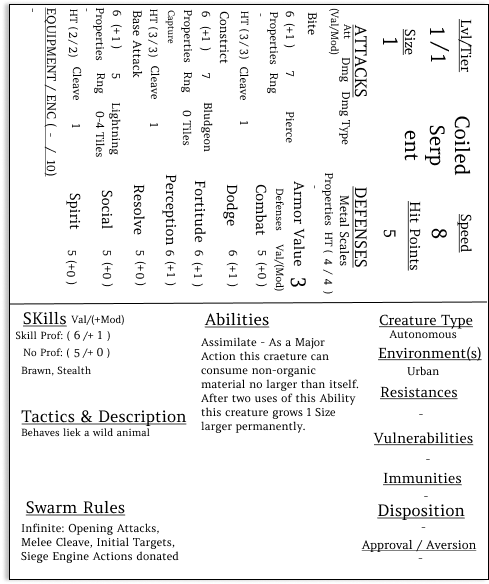 Lvl/Tier
1/1
Size
1
Coiled
Serp
ent
Speed
8
Hit Points
5
ATTACKS
Att Dmg Dmg Type
(Val/Mod)
Bite
6 (+1) 7 Pierce
Properties Rng
-
HT (3/3) Cleave 1
Constrict
6 (+1) 7 Bludgeon
Properties Rng 0 Tiles
Capture
HT (3/3) Cleave 1
Base Attack
6 (+1) 5 Lightning
Properties Rng 0-4 Tiles
-
HT (2/2) Cleave 1
EQUIPMENT / ENC ( - / 10)
-
DEFENSES
Metal Scales
Properties HT ( 4 / 4 )
-
Armor Value 3
Defenses Val/(Mod)
Combat 5 (+0)
Dodge 6 (+1)
Fortitude 6 (+1)
Perception 6 (+1)
Resolve 5 (+0)
Social 5 (+0)
Spirit 5 (+0)
SKills Val/(+Mod)
Skill Prof: ( 6 /+ 1 )
No Prof: ( 5 /+ 0 )
Brawn, Stealth
Tactics & Description
Behaves liek a wild animal
Swarm Rules
Infinite: Opening Attacks,
Melee Cleave, Initial Targets,
Siege Engine Actions donated
Abilities
Assimilate - As a Major
Action this craeture can
consume non-organic
material no larger than itself.
After two uses of this Ability
this creature grows 1 Size
larger permanently.
Creature Type
Autonomous
Environment(s)
Urban
Resistances
-
Vulnerabilities
-
Immunities
-
Disposition
-
Approval / Aversion
-